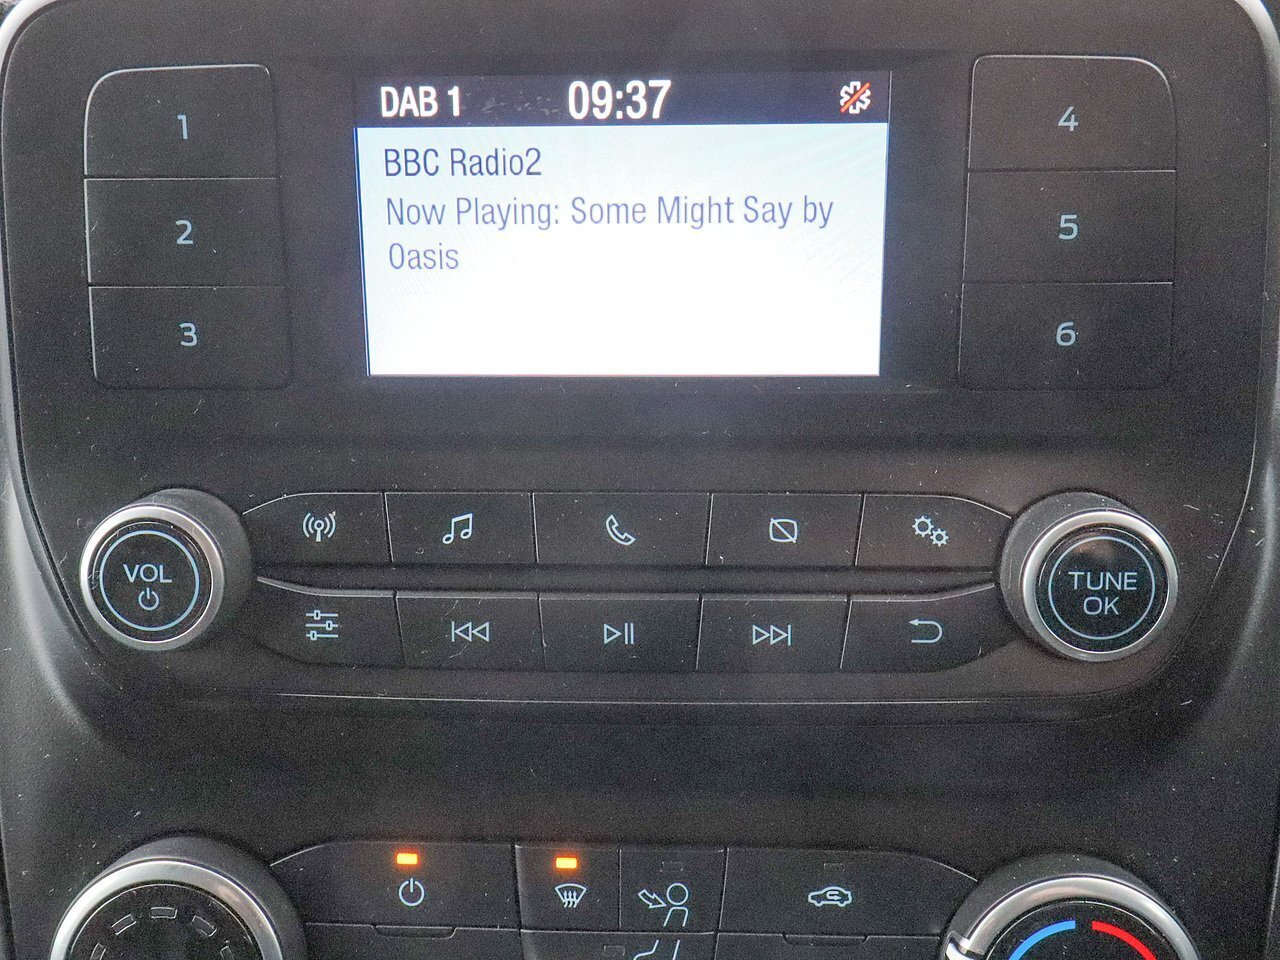 DAB 1 09:37
BBC Radio2
Now Playing: Some Might Say by
Oasis
1
2
3
4
5
6
VOL
TUNE
OK